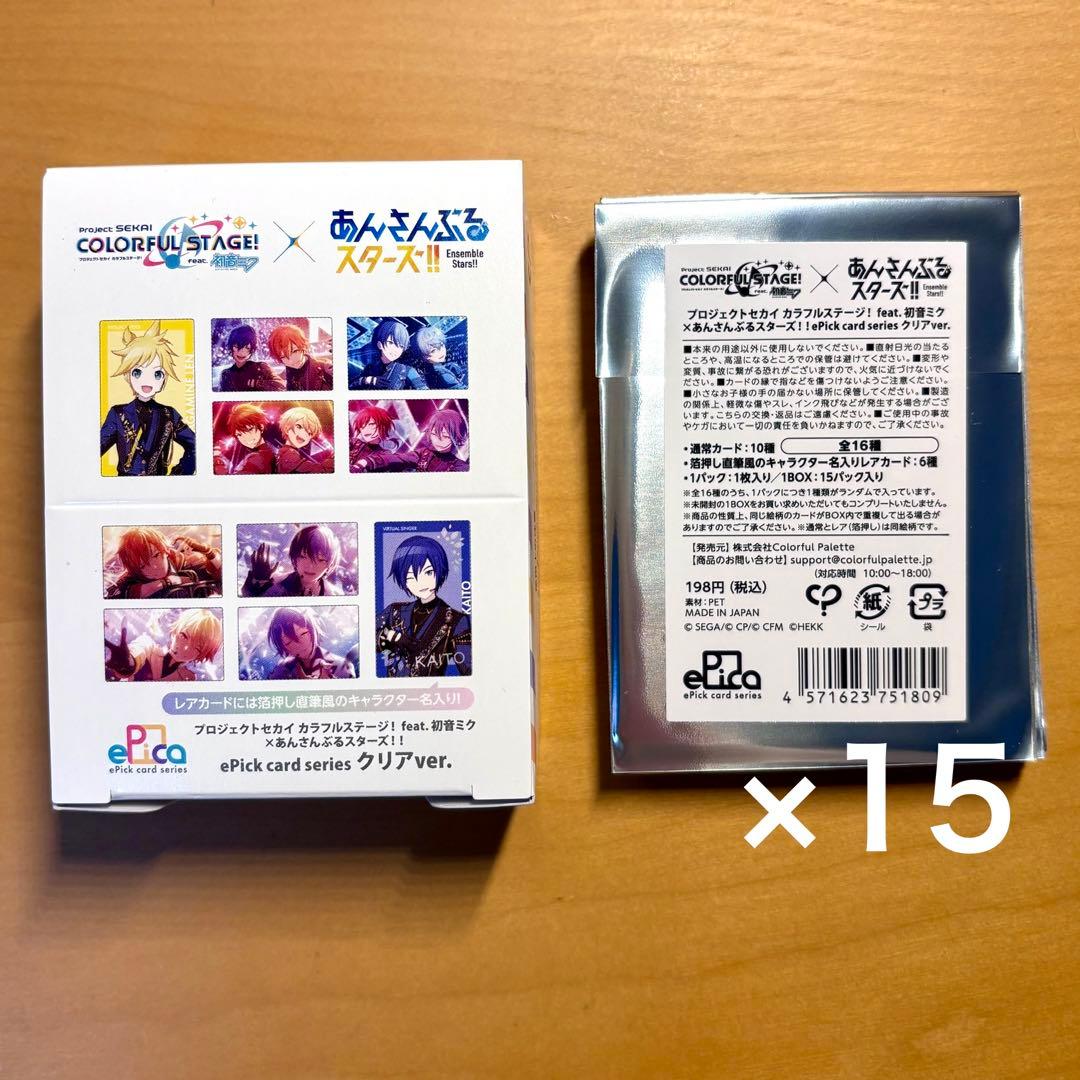 Project SEKAI
COLORFUL STAGE!
プロジェクトセカイ カラフルステージ!
feat. 初音ミク
×
あんさんぶる
スターズ!!
Ensemble
Stars!!
GAMINE LEN
VIRTUAL SINGER
KAITO
KAITO
レアカードには箔押し直筆風のキャラクター名入り!
プロジェクトセカイ カラフルステージ! feat. 初音ミク
×あんさんぶるスターズ!!
ePick card series クリアver.
ePica
ePick card series
Project SEKAI
COLORFUL STAGE!
feat. 初音ミク
×
あんさんぶる
スターズ!!
Ensemble
Stars!!
プロジェクトセカイ カラフルステージ! feat. 初音ミク
×あんさんぶるスターズ!!ePick card series クリアver.
■本来の用途以外に使用しないでください。■直射日光の当たる
ところや、高温になるところでの保管は避けてください。■変形や
変質、事故に繋がる恐れがございますので、火気に近づけないでく
ださい。■カードの縁で指などを傷つけないようご注意ください。
■小さなお子様の手の届かない場所に保管してください。■製造
の関係上、軽微な傷やスレ、インク飛びなどが発生する場合がござ
います。こちらの交換・返品はご遠慮ください。■ご使用中の事故
やケガにおいて一切の責任を負いかねますので、ご了承ください。
・通常カード:10種 全16種
・箔押し直筆風のキャラクター名入りレアカード:6種
・1パック:1枚入り/1BOX:15パック入り
※全16種のうち、1パックにつき1種類がランダムで入っています。
※未開封の1BOXをお買い求めいただいてもコンプリートいたしません。
※商品の性質上、同じ絵柄のカードがBOX内で重複して出る場合が
ありますのでご了承ください。※通常とレア(箔押し)は同絵柄です。
【発売元】株式会社Colorful Palette
【商品のお問い合わせ】support@colorfulpalette.jp
(対応時間 10:00~18:00)
198円(税込)
素材:PET
MADE IN JAPAN
紙
シール
プラ
袋
© SEGA/© CP/© CFM ©HEKK
ePica
ePick card series
4 571623 751809
×15